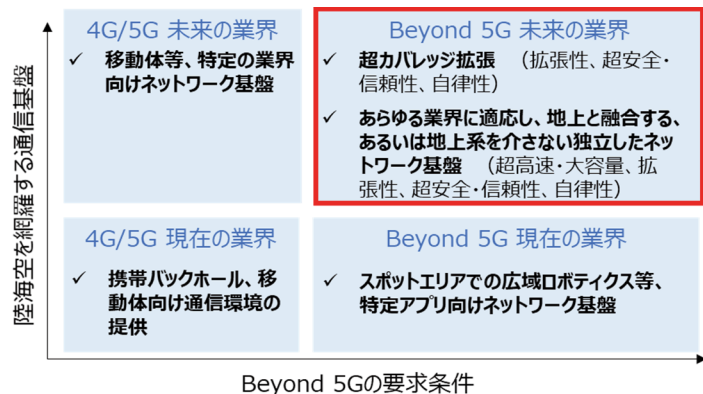 陸海空を網羅する通信基盤
4G/5G 未来の業界
✓ 移動体等、特定の業界
向けネットワーク基盤
Beyond 5G 未来の業界
✓ 超カバレッジ拡張 （拡張性、超安全・
信頼性、自律性）
✓ あらゆる業界に適応し、地上と融合する、
あるいは地上系を介さない独立したネッ
トワーク基盤 （超高速・大容量、拡
張性、超安全・信頼性、自律性）
4G/5G 現在の業界
✓ 携帯バックホール、移
動体向け通信環境の
提供
Beyond 5G 現在の業界
✓ スポットエリアでの広域ロボティクス等、
特定アプリ向けネットワーク基盤
Beyond 5Gの要求条件